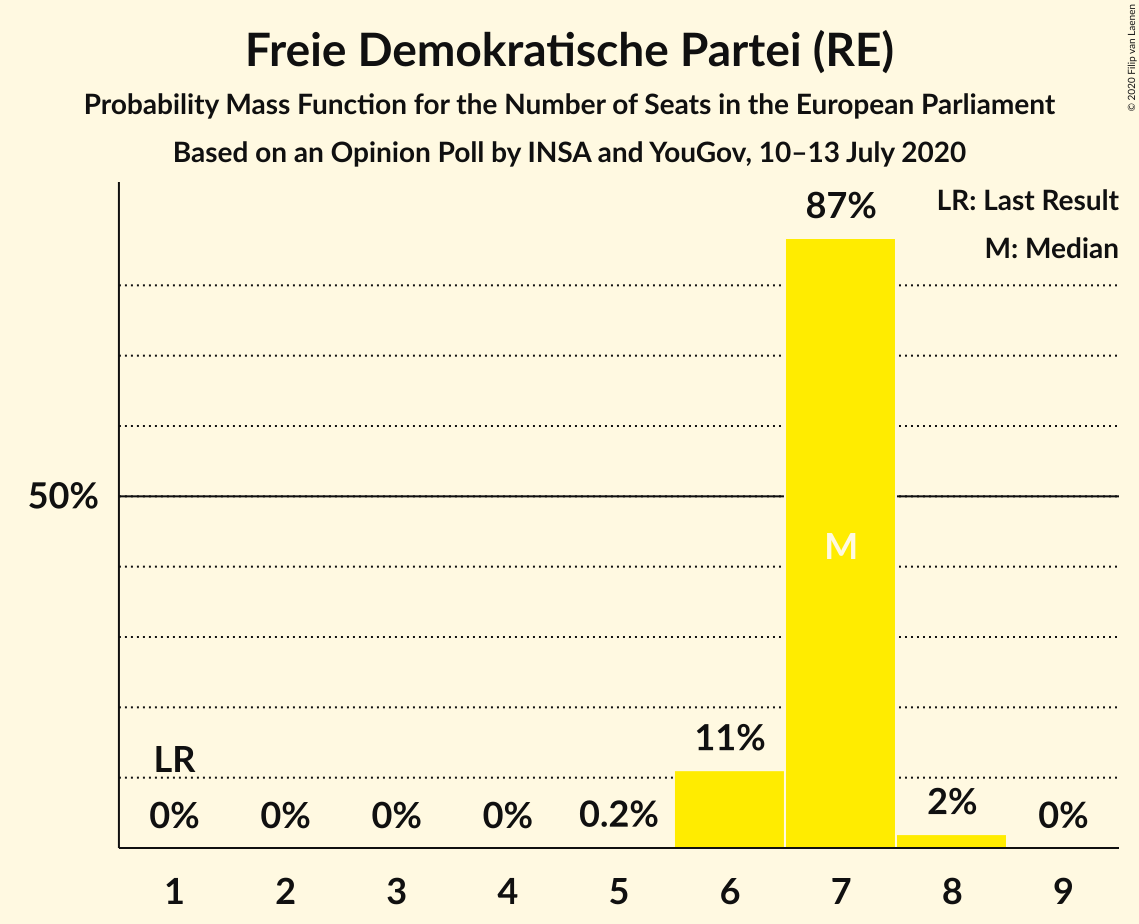 Freie Demokratische Partei (RE)
Probability Mass Function for the Number of Seats in the European Parliament
Based on an Opinion Poll by INSA and YouGov, 10–13 July 2020
© 2020 Filip van Laenen
LR: Last Result
M: Median
87%
50%
M
11%
LR
0%
0%
0%
0%
0.2%
2%
0%
1 2 3 4 5 6 7 8 9